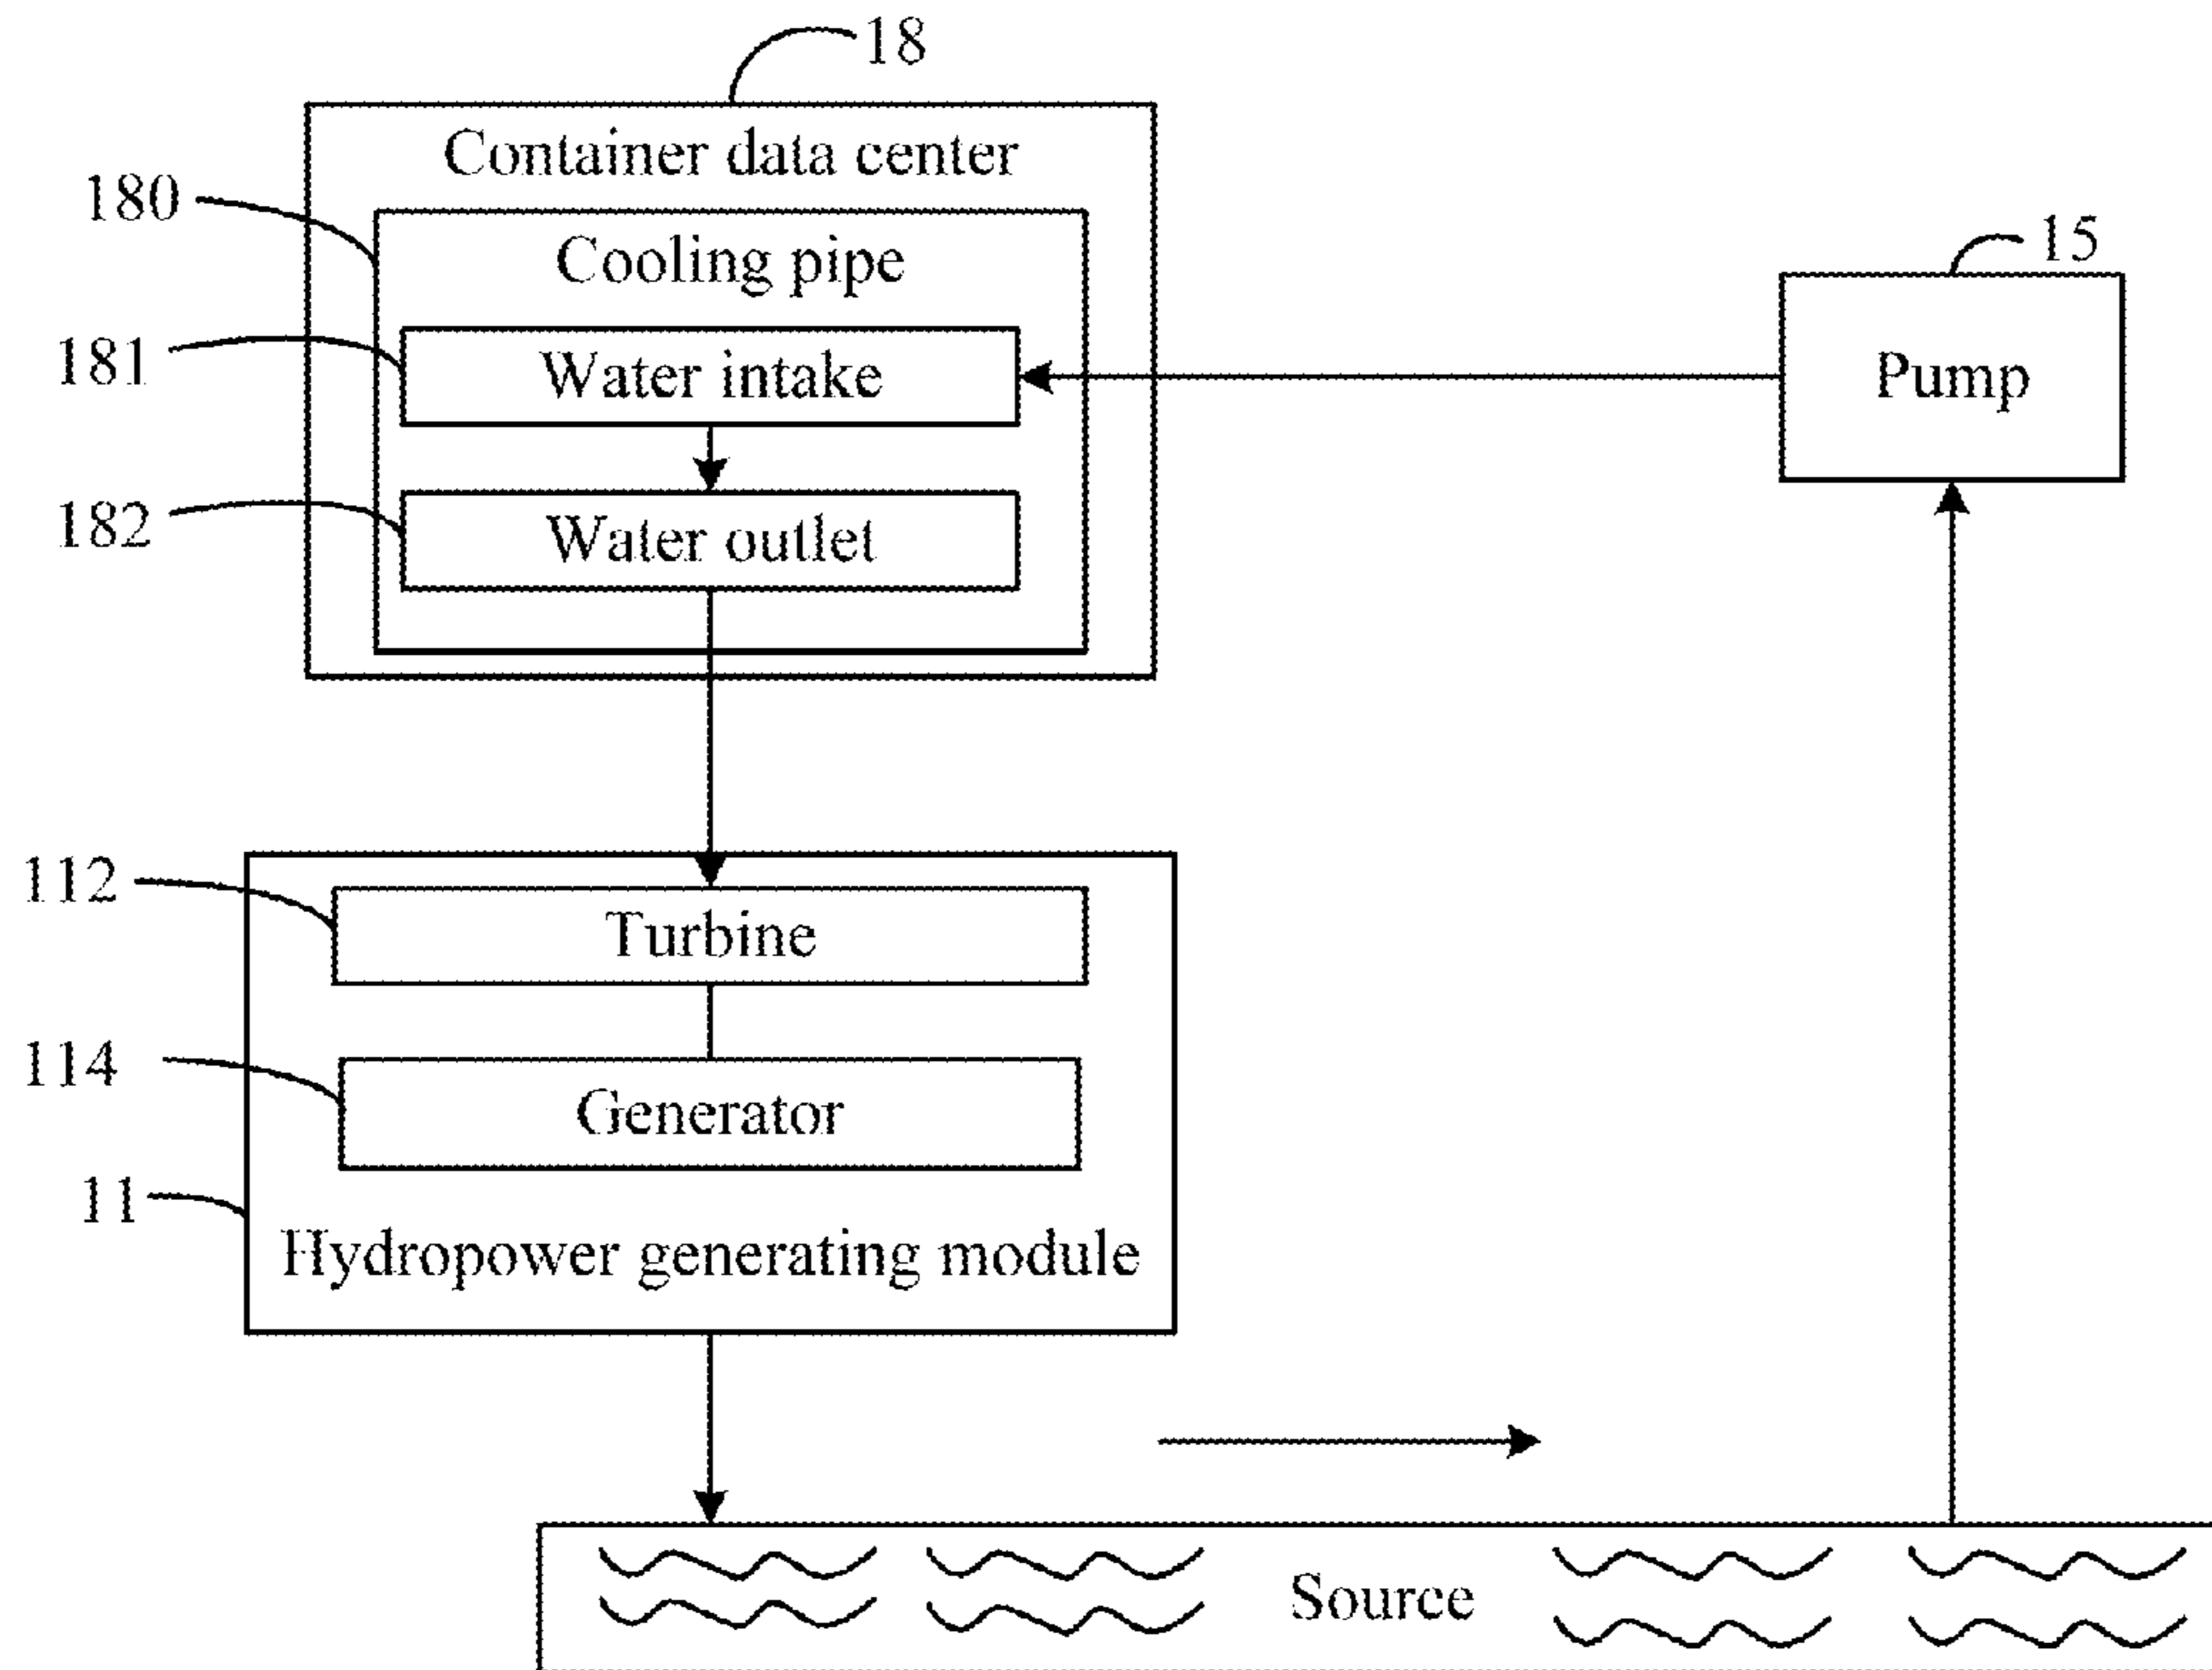 18
Container data center
180
Cooling pipe
15
181
Water intake
Pump
182
Water outlet
112
Turbine
114
Generator
11
Hydropower generating module
Source